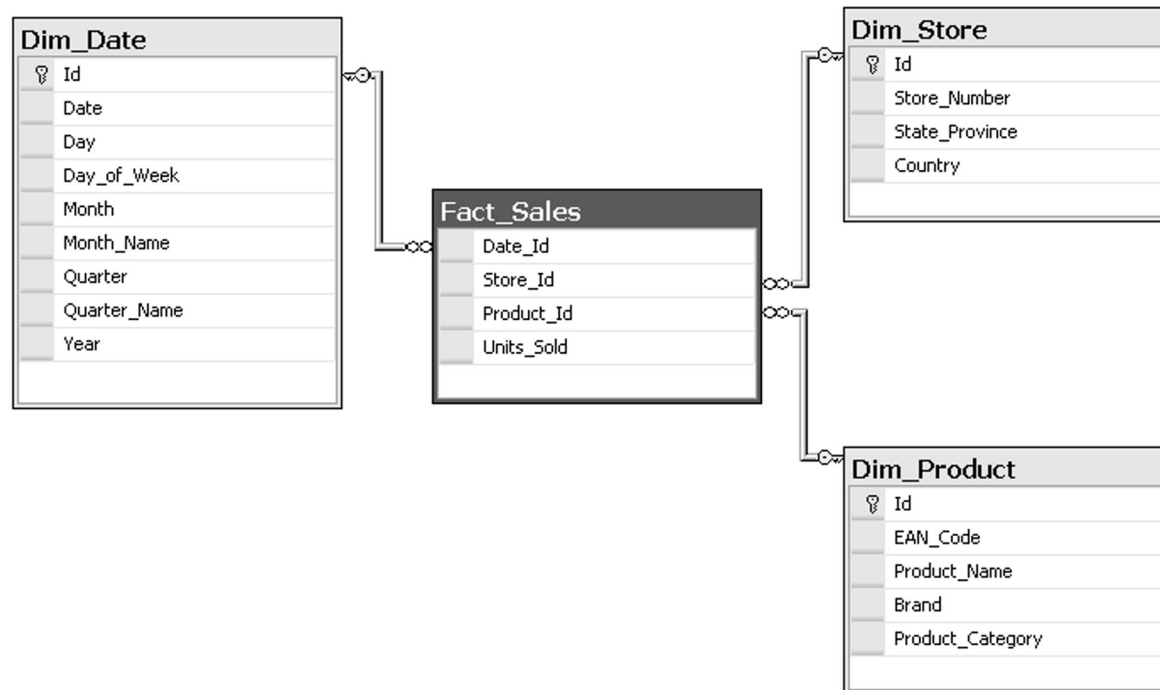 Dim_Date
Id
Date
Day
Day_of_Week
Month
Month_Name
Quarter
Quarter_Name
Year
Fact_Sales
Date_Id
Store_Id
Product_Id
Units_Sold
Dim_Store
Id
Store_Number
State_Province
Country
Dim_Product
Id
EAN_Code
Product_Name
Brand
Product_Category